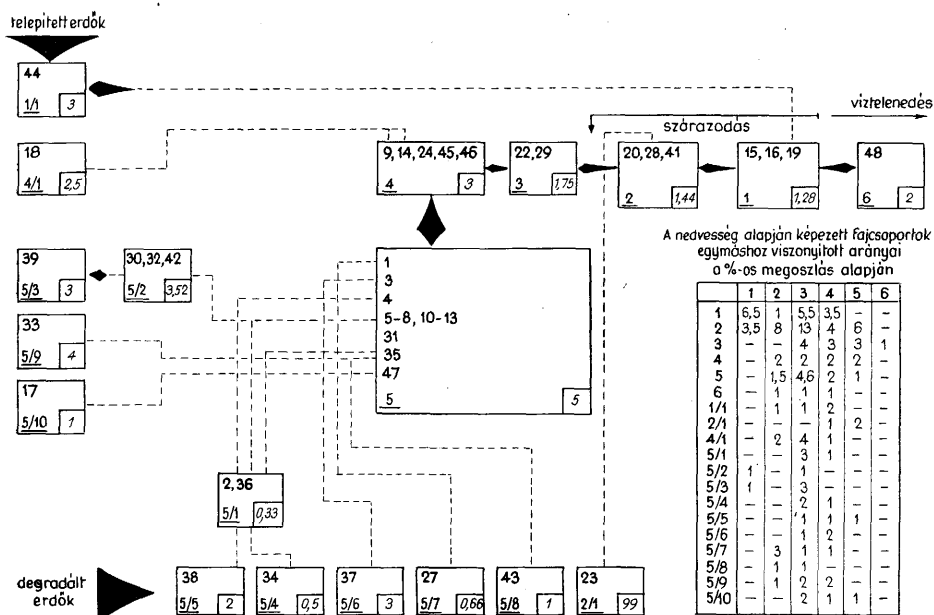 telepített erdők
44
1/1 3
víztelenedés
szárazodás
18
4/1 2,5
9, 14, 24, 45, 46
4 3
22, 29
3 1,75
20, 28, 41
2 1,44
15, 16, 19
1 1,28
48
6 2
39
5/3 3
30, 32, 42
5/2 3,52
33
5/9 4
17
5/10 1
1
3
4
5-8, 10-13
31
35
47
5 5
2, 36
5/1 0,33
degradált
erdők
38
5/5 2
34
5/4 0,5
37
5/6 3
27
5/7 0,66
43
5/8 1
23
2/1 99
A nedvesség alapján képezett fajcsoportok
egymáshoz viszonyított arányai
a %-os megoszlás alapján
1 2 3 4 5 6
1 6,5 1 5,5 3,5 – –
2 3,5 8 13 4 6
3 – – 4 3 3 1
4 – 2 2 2 2 –
5 – 1,5 4,6 2 1 –
6 – 1 1 1 – –
1/1 – 1 1 2 – –
2/1 – – – 1 2 –
4/1 – 2 4 1 – –
5/1 – – 3 1 – –
5/2 1 – 1 – – –
5/3 1 – 3 – – –
5/4 – – 2 1 – –
5/5 – – 1 1 1 –
5/6 – – 1 2 – –
5/7 – 3 1 1 – –
5/8 – 1 1 – – –
5/9 – 1 2 2 – –
5/10 – – 2 1 1 –